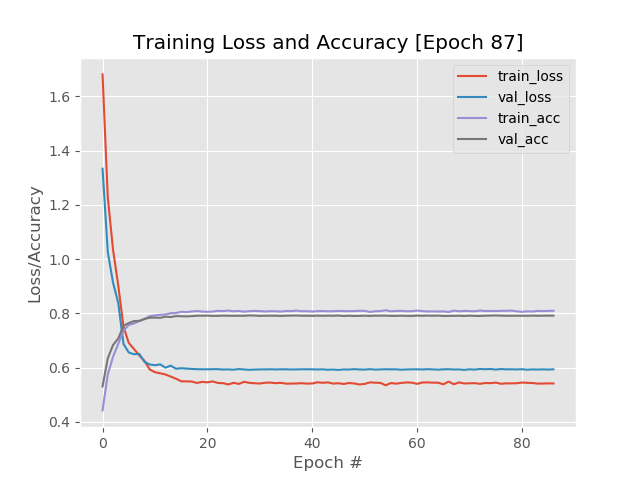 Training Loss and Accuracy [Epoch 87]
train_loss
val_loss
train_acc
val_acc
1.6
1.4
1.2
1.0
0.8
0.6
0.4
Loss/Accuracy
0 20 40 60 80
Epoch #